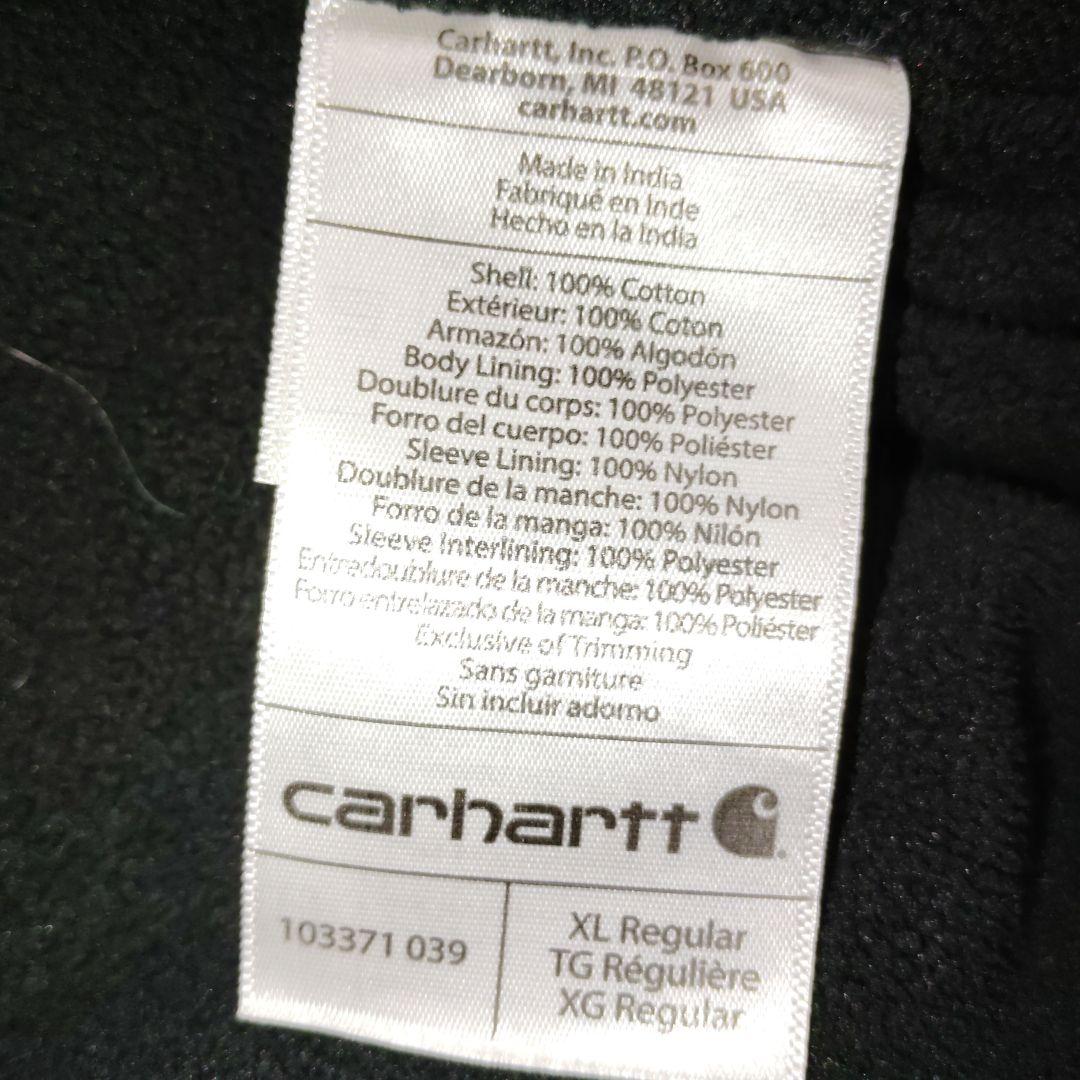 Carhartt, Inc. P.O. Box 600
Dearborn, MI 48121 USA
carhartt.com
Made in India
Fabriqué en Inde
Hecho en la India
Shell: 100% Cotton
Extérieur: 100% Coton
Armazón: 100% Algodón
Body Lining: 100% Polyester
Doublure du corps: 100% Polyester
Forro del cuerpo: 100% Poliéster
Sleeve Lining: 100% Nylon
Doublure de la manche: 100% Nylon
Forro de la manga: 100% Nilón
Sleeve Interlining: 100% Polyester
Entredoublure de la manche: 100% Polyester
Forro entrelazado de la manga: 100% Poliéster
Exclusive of Trimming
Sans garniture
Sin incluir adorno
carhartt
103371 039
XL Regular
TG Régulière
XG Regular